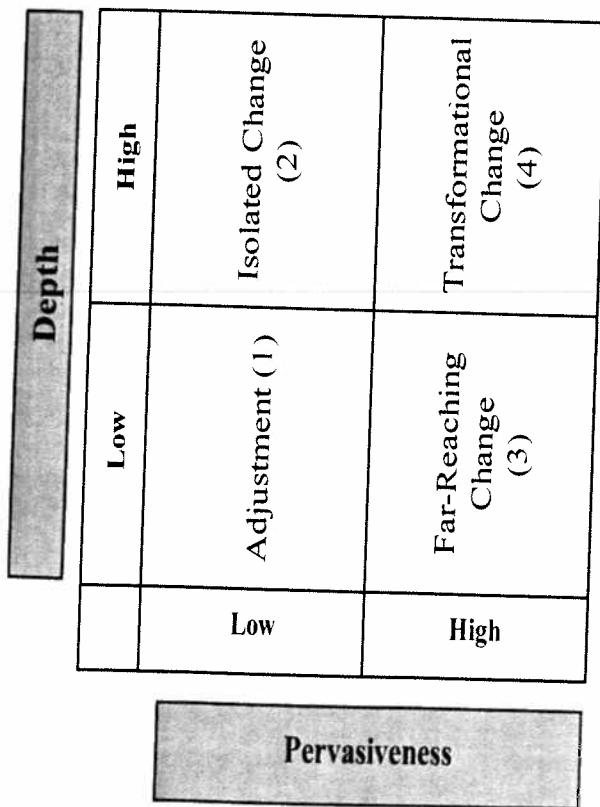 Depth
Low
High
Pervasiveness
Low
Adjustment (1)
Isolated Change
(2)
High
Far-Reaching
Change
(3)
Transformational
Change
(4)